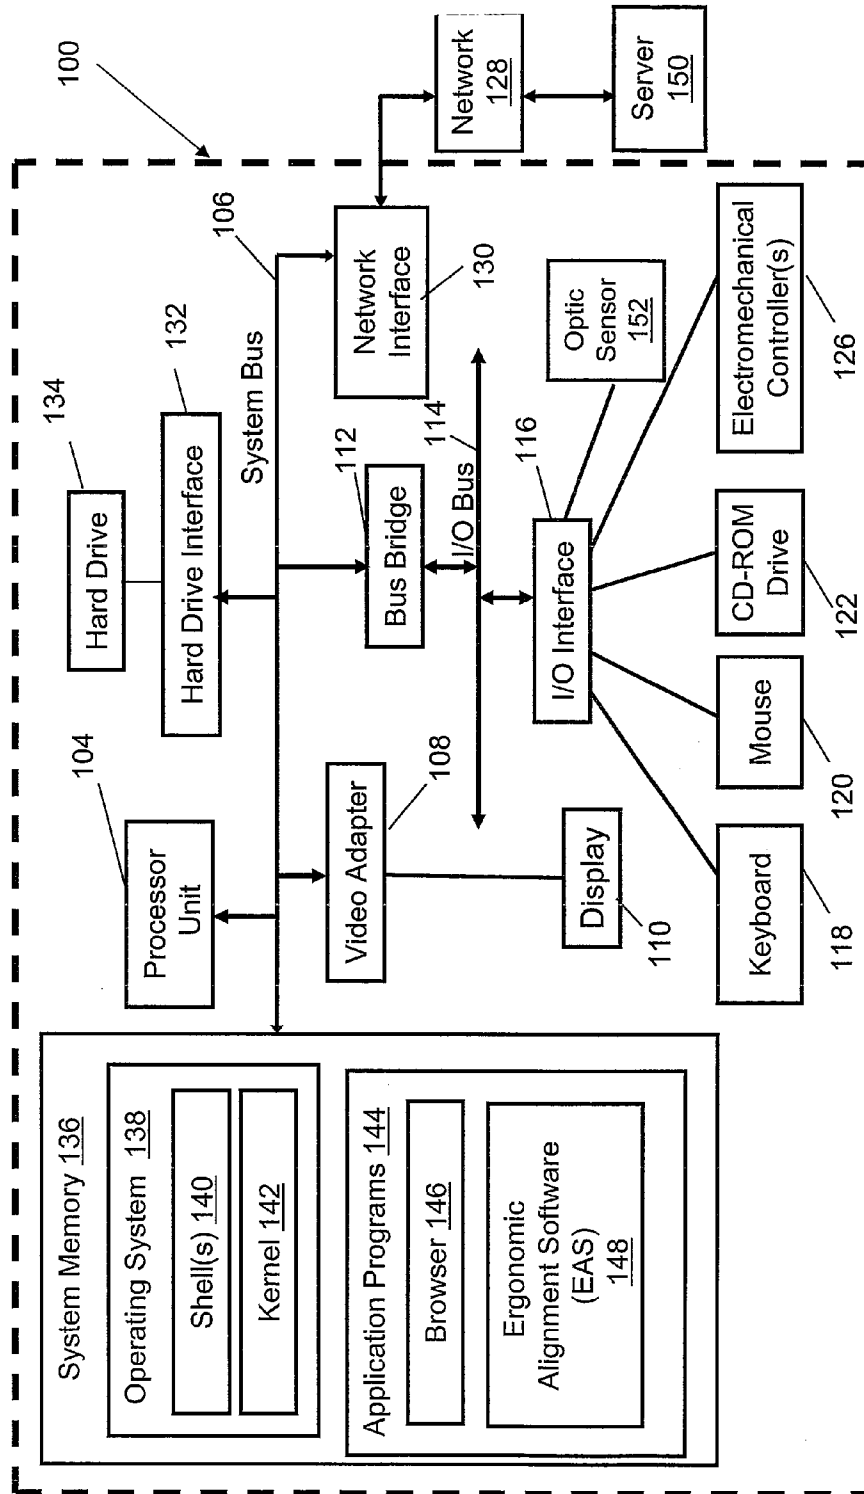 100
System Memory 136
Operating System 138
Shell(s) 140
Kernel 142
Application Programs 144
Browser 146
Ergonomic
Alignment Software
(EAS)
148
104
Processor
Unit
134
Hard Drive
132
Hard Drive Interface
System Bus
106
Video Adapter
108
Display
110
112
Bus Bridge
I/O Bus
114
Network
Interface
130
Network
128
Server
150
116
I/O Interface
Optic
Sensor
152
Keyboard
118
Mouse
120
CD-ROM
Drive
122
Electromechanical
Controller(s)
126